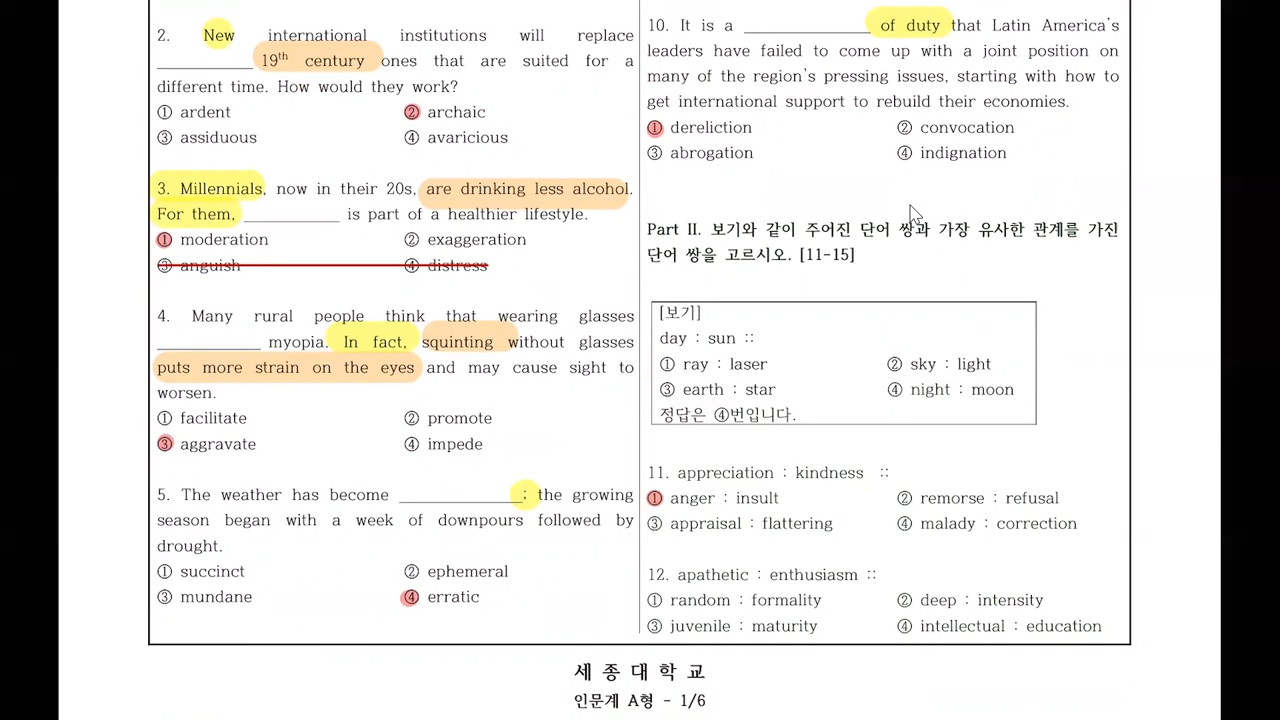 2. New international institutions will replace
____________ 19th century ones that are suited for a
different time. How would they work?
① ardent ② archaic
③ assiduous ④ avaricious
3. Millennials, now in their 20s, are drinking less alcohol.
For them, ____________ is part of a healthier lifestyle.
① moderation ② exaggeration
③ anguish ④ distress
4. Many rural people think that wearing glasses
_____________ myopia. In fact, squinting without glasses
puts more strain on the eyes and may cause sight to
worsen.
① facilitate ② promote
③ aggravate ④ impede
5. The weather has become _______________; the growing
season began with a week of downpours followed by
drought.
① succinct ② ephemeral
③ mundane ④ erratic
10. It is a ________________ of duty that Latin America's
leaders have failed to come up with a joint position on
many of the region's pressing issues, starting with how to
get international support to rebuild their economies.
① dereliction ② convocation
③ abrogation ④ indignation
Part II. 보기와 같이 주어진 단어 쌍과 가장 유사한 관계를 가진
단어 쌍을 고르시오. [11-15]
[보기]
day : sun ::
① ray : laser ② sky : light
③ earth : star ④ night : moon
정답은 ④번입니다.
11. appreciation : kindness ::
① anger : insult ② remorse : refusal
③ appraisal : flattering ④ malady : correction
12. apathetic : enthusiasm ::
① random : formality ② deep : intensity
③ juvenile : maturity ④ intellectual : education
세종대학교
인문계 A형 - 1/6